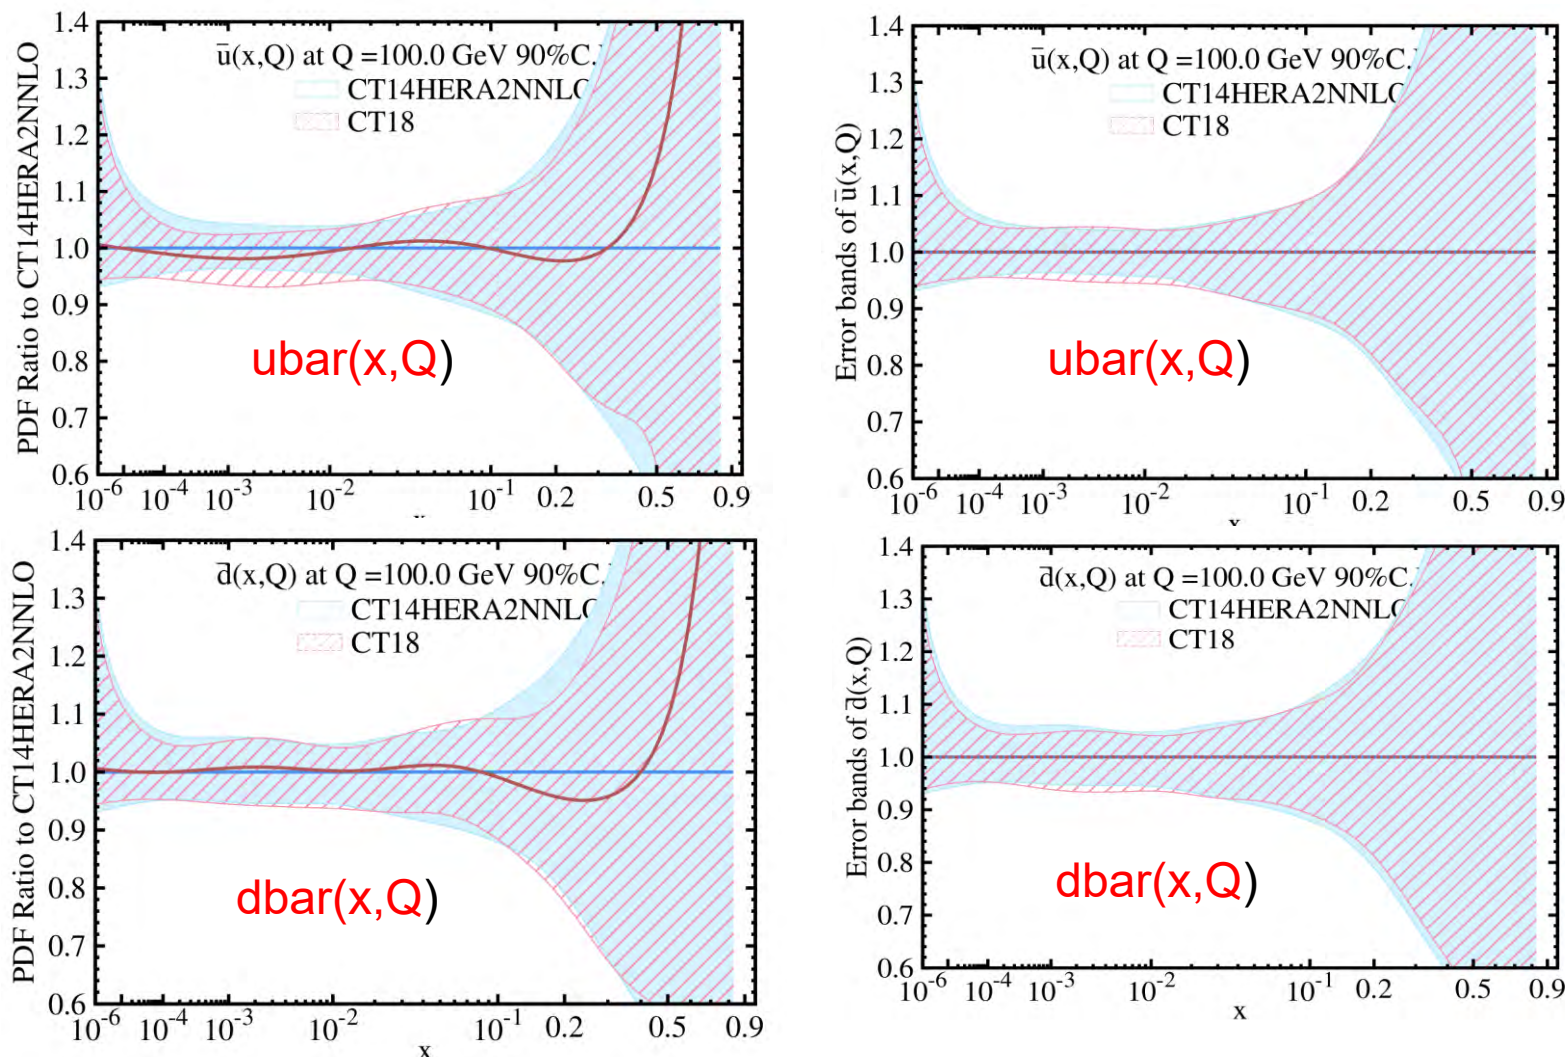 PDF Ratio to CT14HERA2NNLO
1.4
1.3
1.2
1.1
1.0
0.9
0.8
0.7
0.6
u̅(x,Q) at Q =100.0 GeV 90%C.
CT14HERA2NNLO
CT18
ubar(x,Q)
10⁻⁶ 10⁻⁴ 10⁻³ 10⁻² 10⁻¹ 0.2 0.5 0.9
x
Error bands of u̅(x,Q)
1.4
1.3
1.2
1.1
1.0
0.9
0.8
0.7
0.6
u̅(x,Q) at Q =100.0 GeV 90%C.
CT14HERA2NNLO
CT18
ubar(x,Q)
10⁻⁶ 10⁻⁴ 10⁻³ 10⁻² 10⁻¹ 0.2 0.5 0.9
x
PDF Ratio to CT14HERA2NNLO
1.4
1.3
1.2
1.1
1.0
0.9
0.8
0.7
0.6
d̅(x,Q) at Q =100.0 GeV 90%C.
CT14HERA2NNLO
CT18
dbar(x,Q)
10⁻⁶ 10⁻⁴ 10⁻³ 10⁻² 10⁻¹ 0.2 0.5 0.9
x
Error bands of d̅(x,Q)
1.4
1.3
1.2
1.1
1.0
0.9
0.8
0.7
0.6
d̅(x,Q) at Q =100.0 GeV 90%C.
CT14HERA2NNLO
CT18
dbar(x,Q)
10⁻⁶ 10⁻⁴ 10⁻³ 10⁻² 10⁻¹ 0.2 0.5 0.9
x